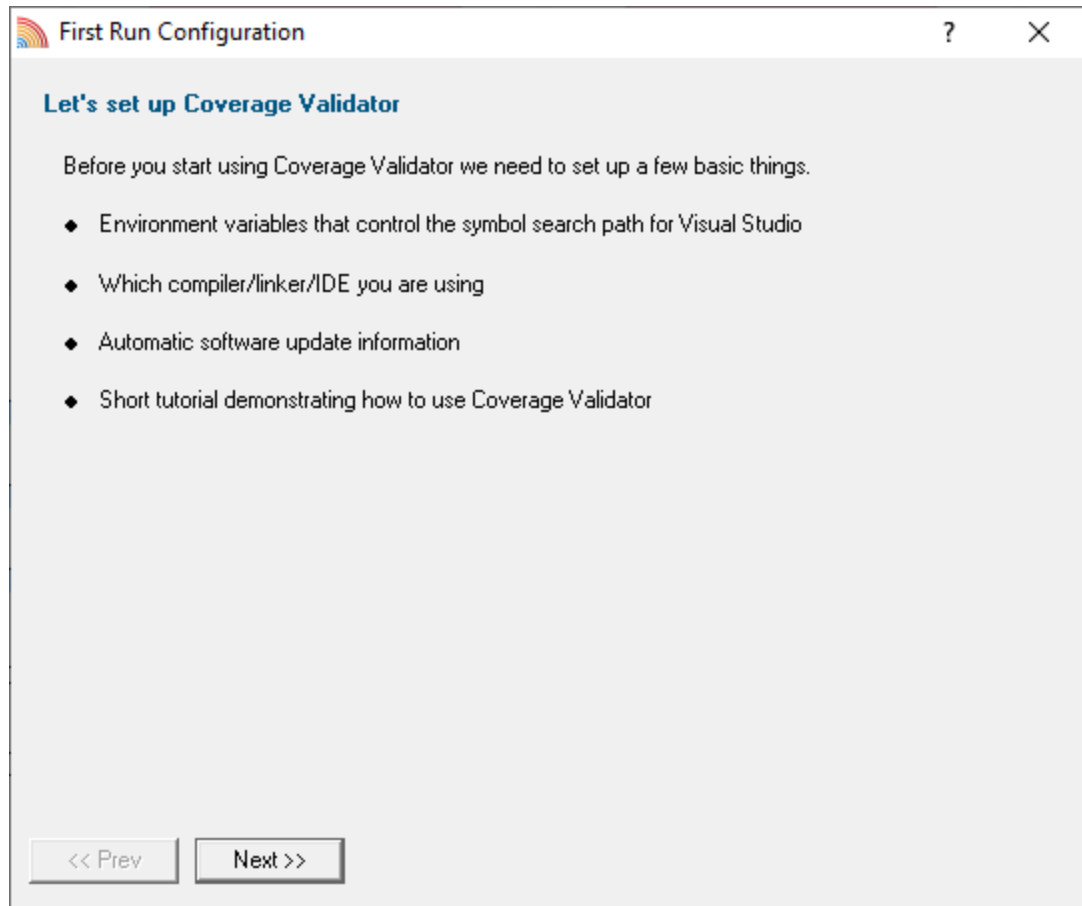 First Run Configuration ?
Let's set up Coverage Validator
Before you start using Coverage Validator we need to set up a few basic things.
◆ Environment variables that control the symbol search path for Visual Studio
◆ Which compiler/linker/IDE you are using
◆ Automatic software update information
◆ Short tutorial demonstrating how to use Coverage Validator
<< Prev Next >>